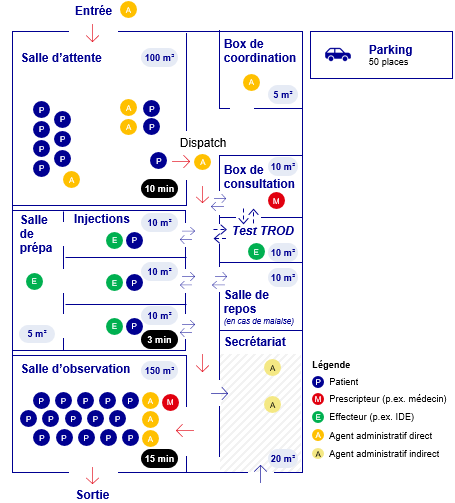 Entrée
A
Salle d'attente
100 m²
Box de
coordination
A
5 m²
Parking
50 places
P
P
P
P
P
P
P
A
A
P
P
A
Dispatch
P
A
10 min
Box de
consultation
10 m²
M
Test TROD
E
10 m²
Salle
de
prépa
E
5 m²
Injections
10 m²
E
P
10 m²
E
P
10 m²
E
P
3 min
10 m²
Salle de
repos
(en cas de malaise)
Secrétariat
A
A
20 m²
Salle d'observation
150 m²
P P P P P P A M
P P P P P A
P P P P P P A
15 min
Sortie
Légende
P Patient
M Prescripteur (p.ex. médecin)
E Effecteur (p.ex. IDE)
A Agent administratif direct
A Agent administratif indirect